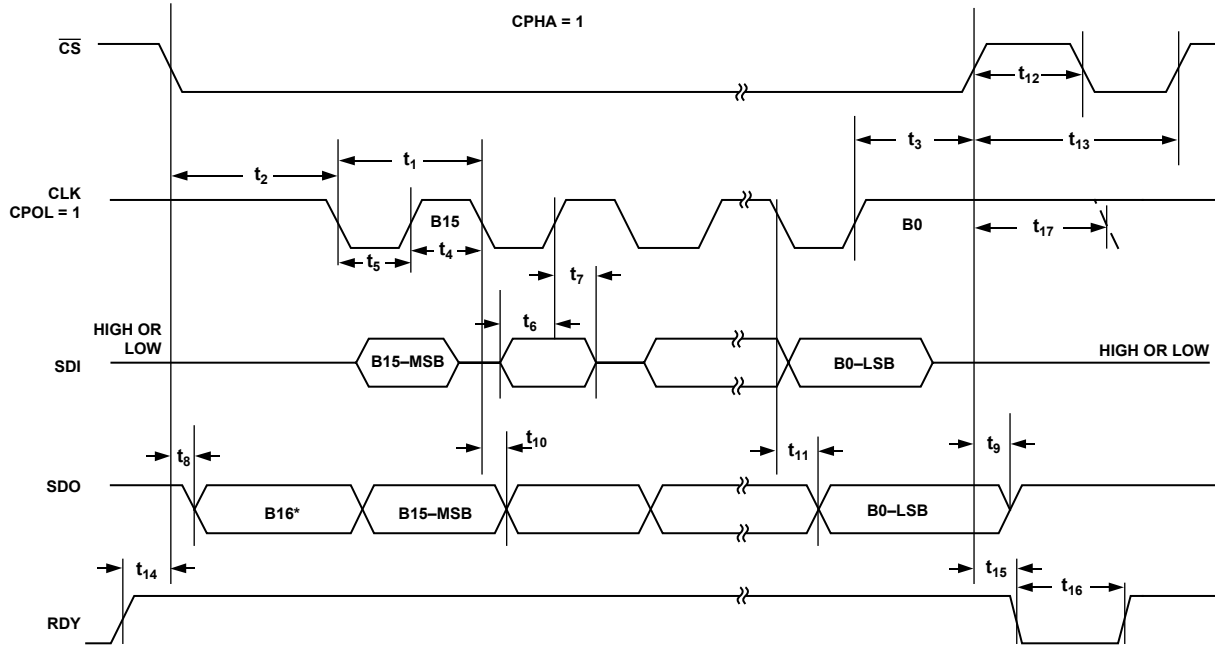 CPHA = 1
CS
t12
t3
t13
t1
t2
CLK
CPOL = 1
B15
B0
t17
t5
t4
t7
t6
HIGH OR
LOW
SDI
B15–MSB
B0–LSB
HIGH OR LOW
t8
t10
t11
t9
SDO
B16*
B15–MSB
B0–LSB
t14
t15
t16
RDY